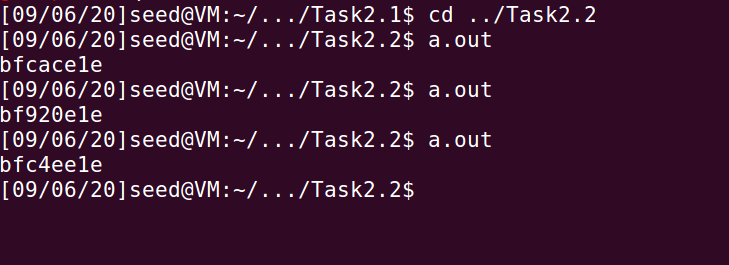 [09/06/20]seed@VM:~/.../Task2.1$ cd ../Task2.2
[09/06/20]seed@VM:~/.../Task2.2$ a.out
bfcace1e
[09/06/20]seed@VM:~/.../Task2.2$ a.out
bf920e1e
[09/06/20]seed@VM:~/.../Task2.2$ a.out
bfc4ee1e
[09/06/20]seed@VM:~/.../Task2.2$